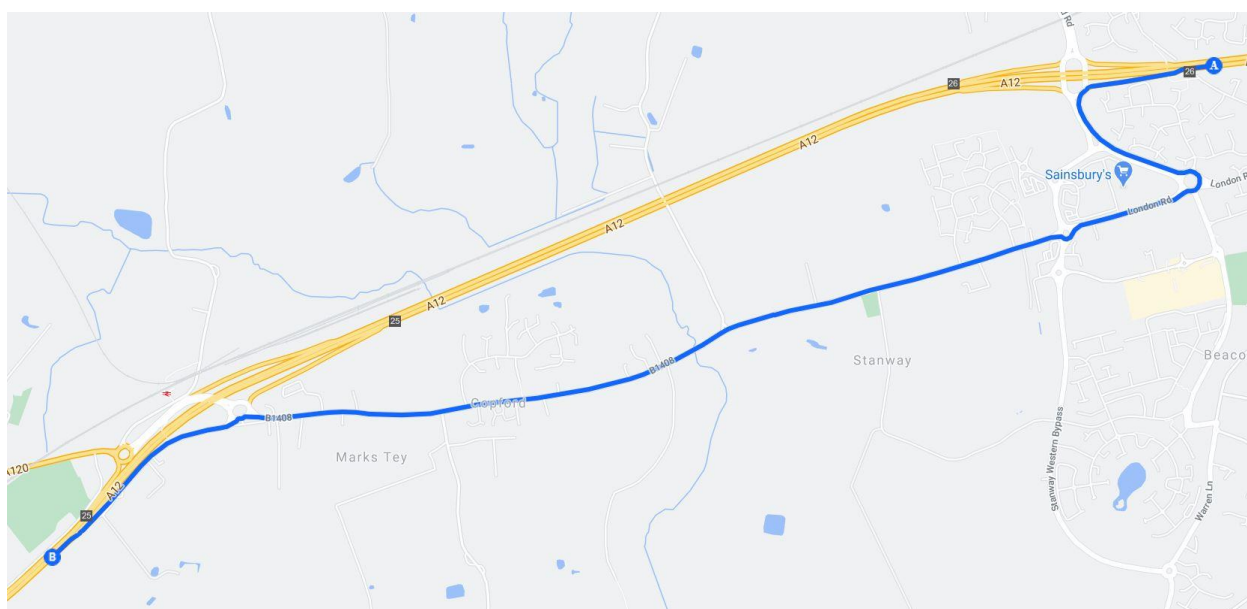 Rd
A
26
26
A12
A12
Sainsbury's
London R
London Rd
A12
A12
25
B1408
Stanway
Beaco
Copford
B1408
Marks Tey
A120
Stanway Western Bypass
A12
25
Warren Ln
B